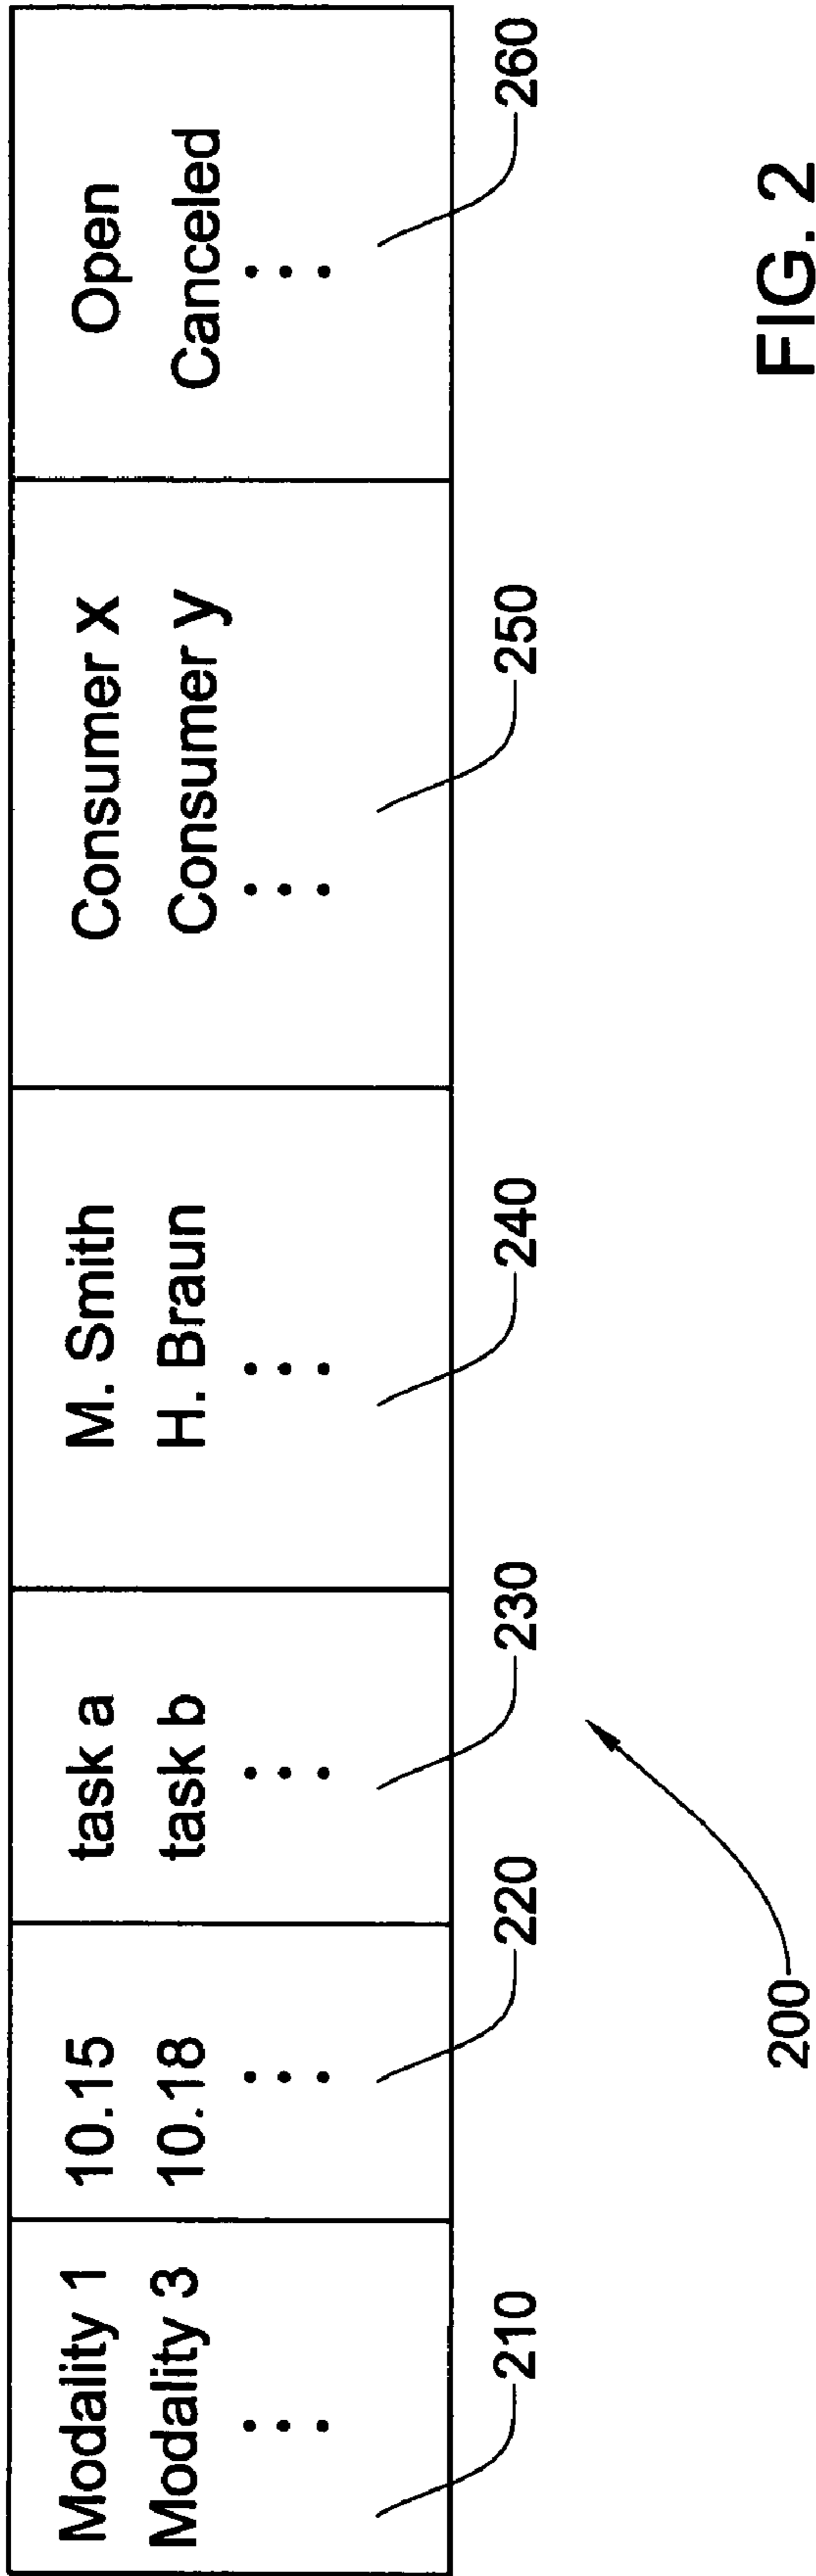 Modality 1 10.15 task a M. Smith Consumer x Open
Modality 3 10.18 task b H. Braun Consumer y Canceled
210 220 230 240 250 260
200
FIG. 2